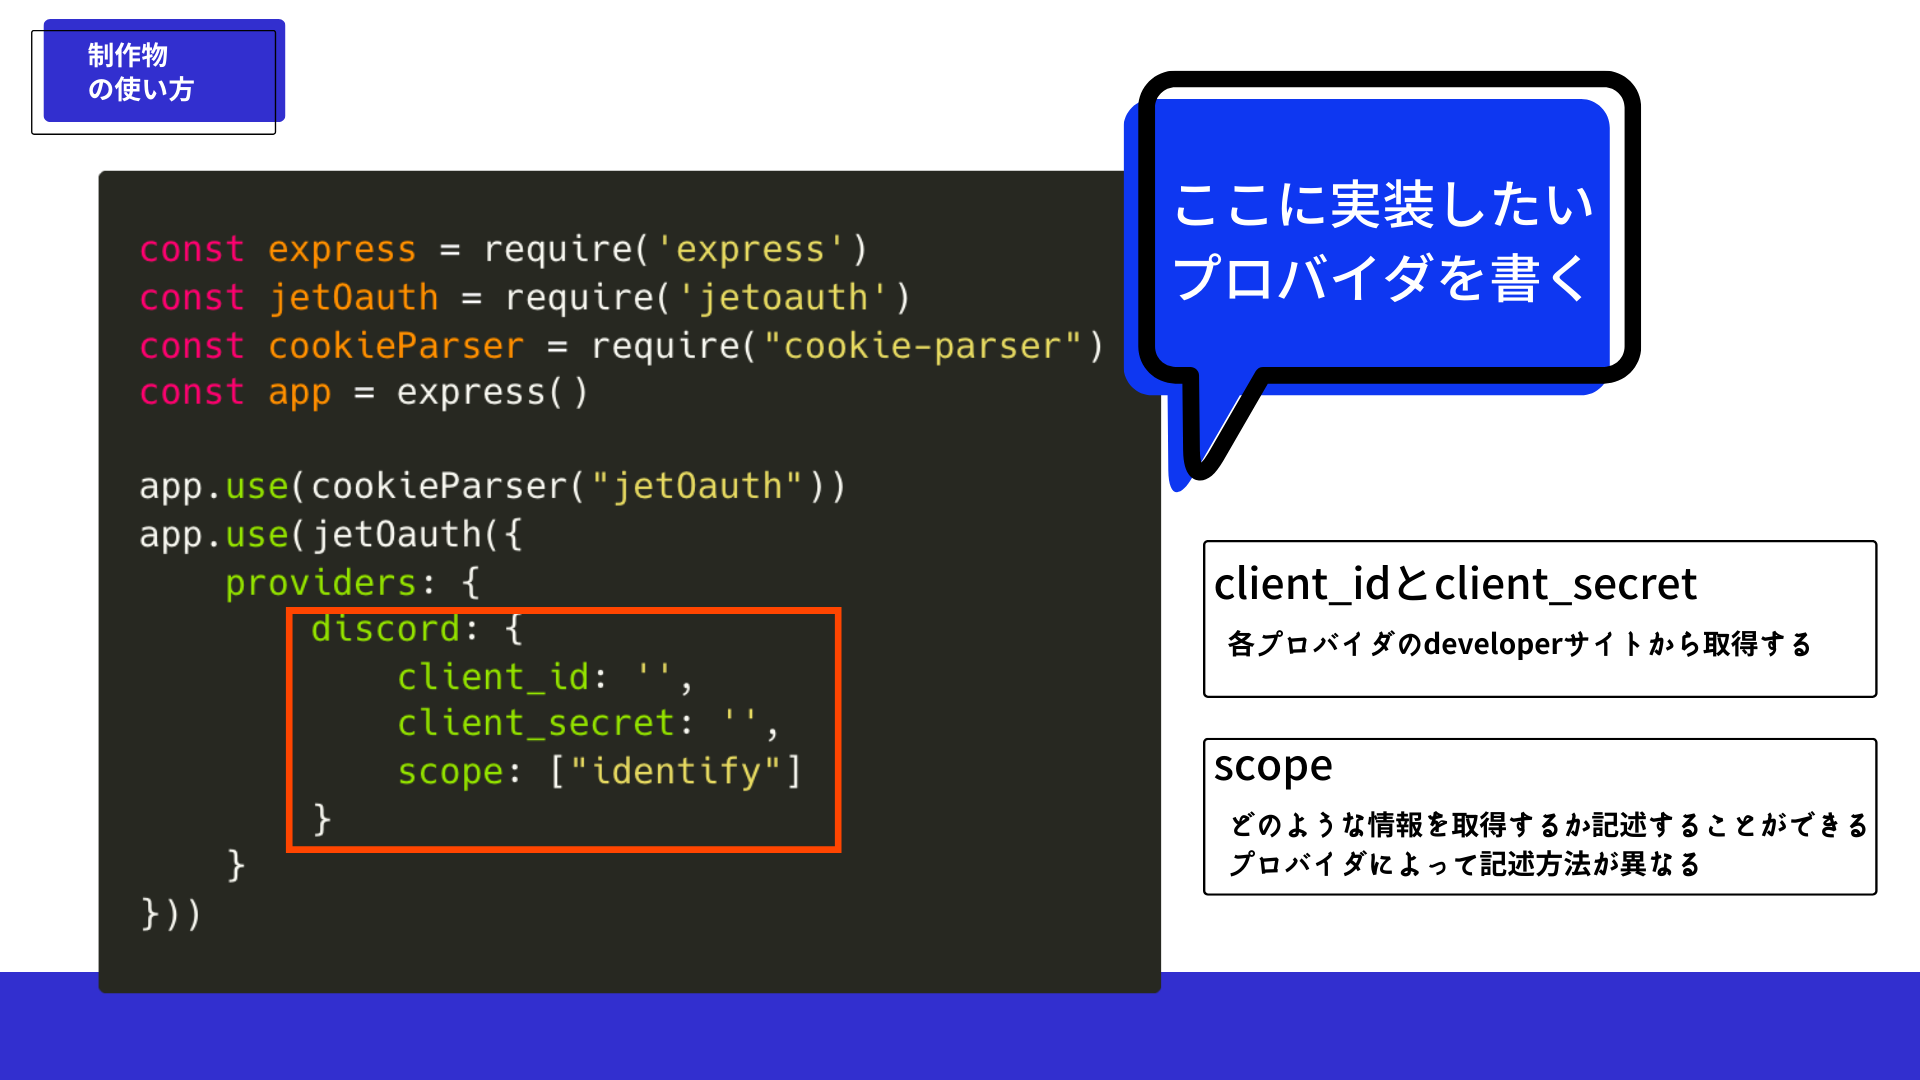 制作物
の使い方
ここに実装したい
プロバイダを書く
const express = require('express')
const jetOauth = require('jetoauth')
const cookieParser = require("cookie-parser")
const app = express()
app.use(cookieParser("jetOauth"))
app.use(jetOauth({
    providers: {
        discord: {
            client_id: '',
            client_secret: '',
            scope: ["identify"]
        }
    }
}))
client_idとclient_secret
各プロバイダのdeveloperサイトから取得する
scope
どのような情報を取得するか記述することができる
プロバイダによって記述方法が異なる